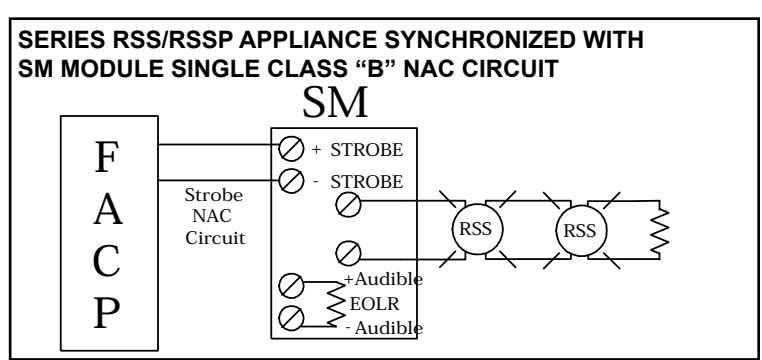 SERIES RSS/RSSP APPLIANCE SYNCHRONIZED WITH
SM MODULE SINGLE CLASS “B” NAC CIRCUIT
SM
F
A
C
P
Strobe
NAC
Circuit
+ STROBE
- STROBE
RSS
RSS
+Audible
EOLR
- Audible